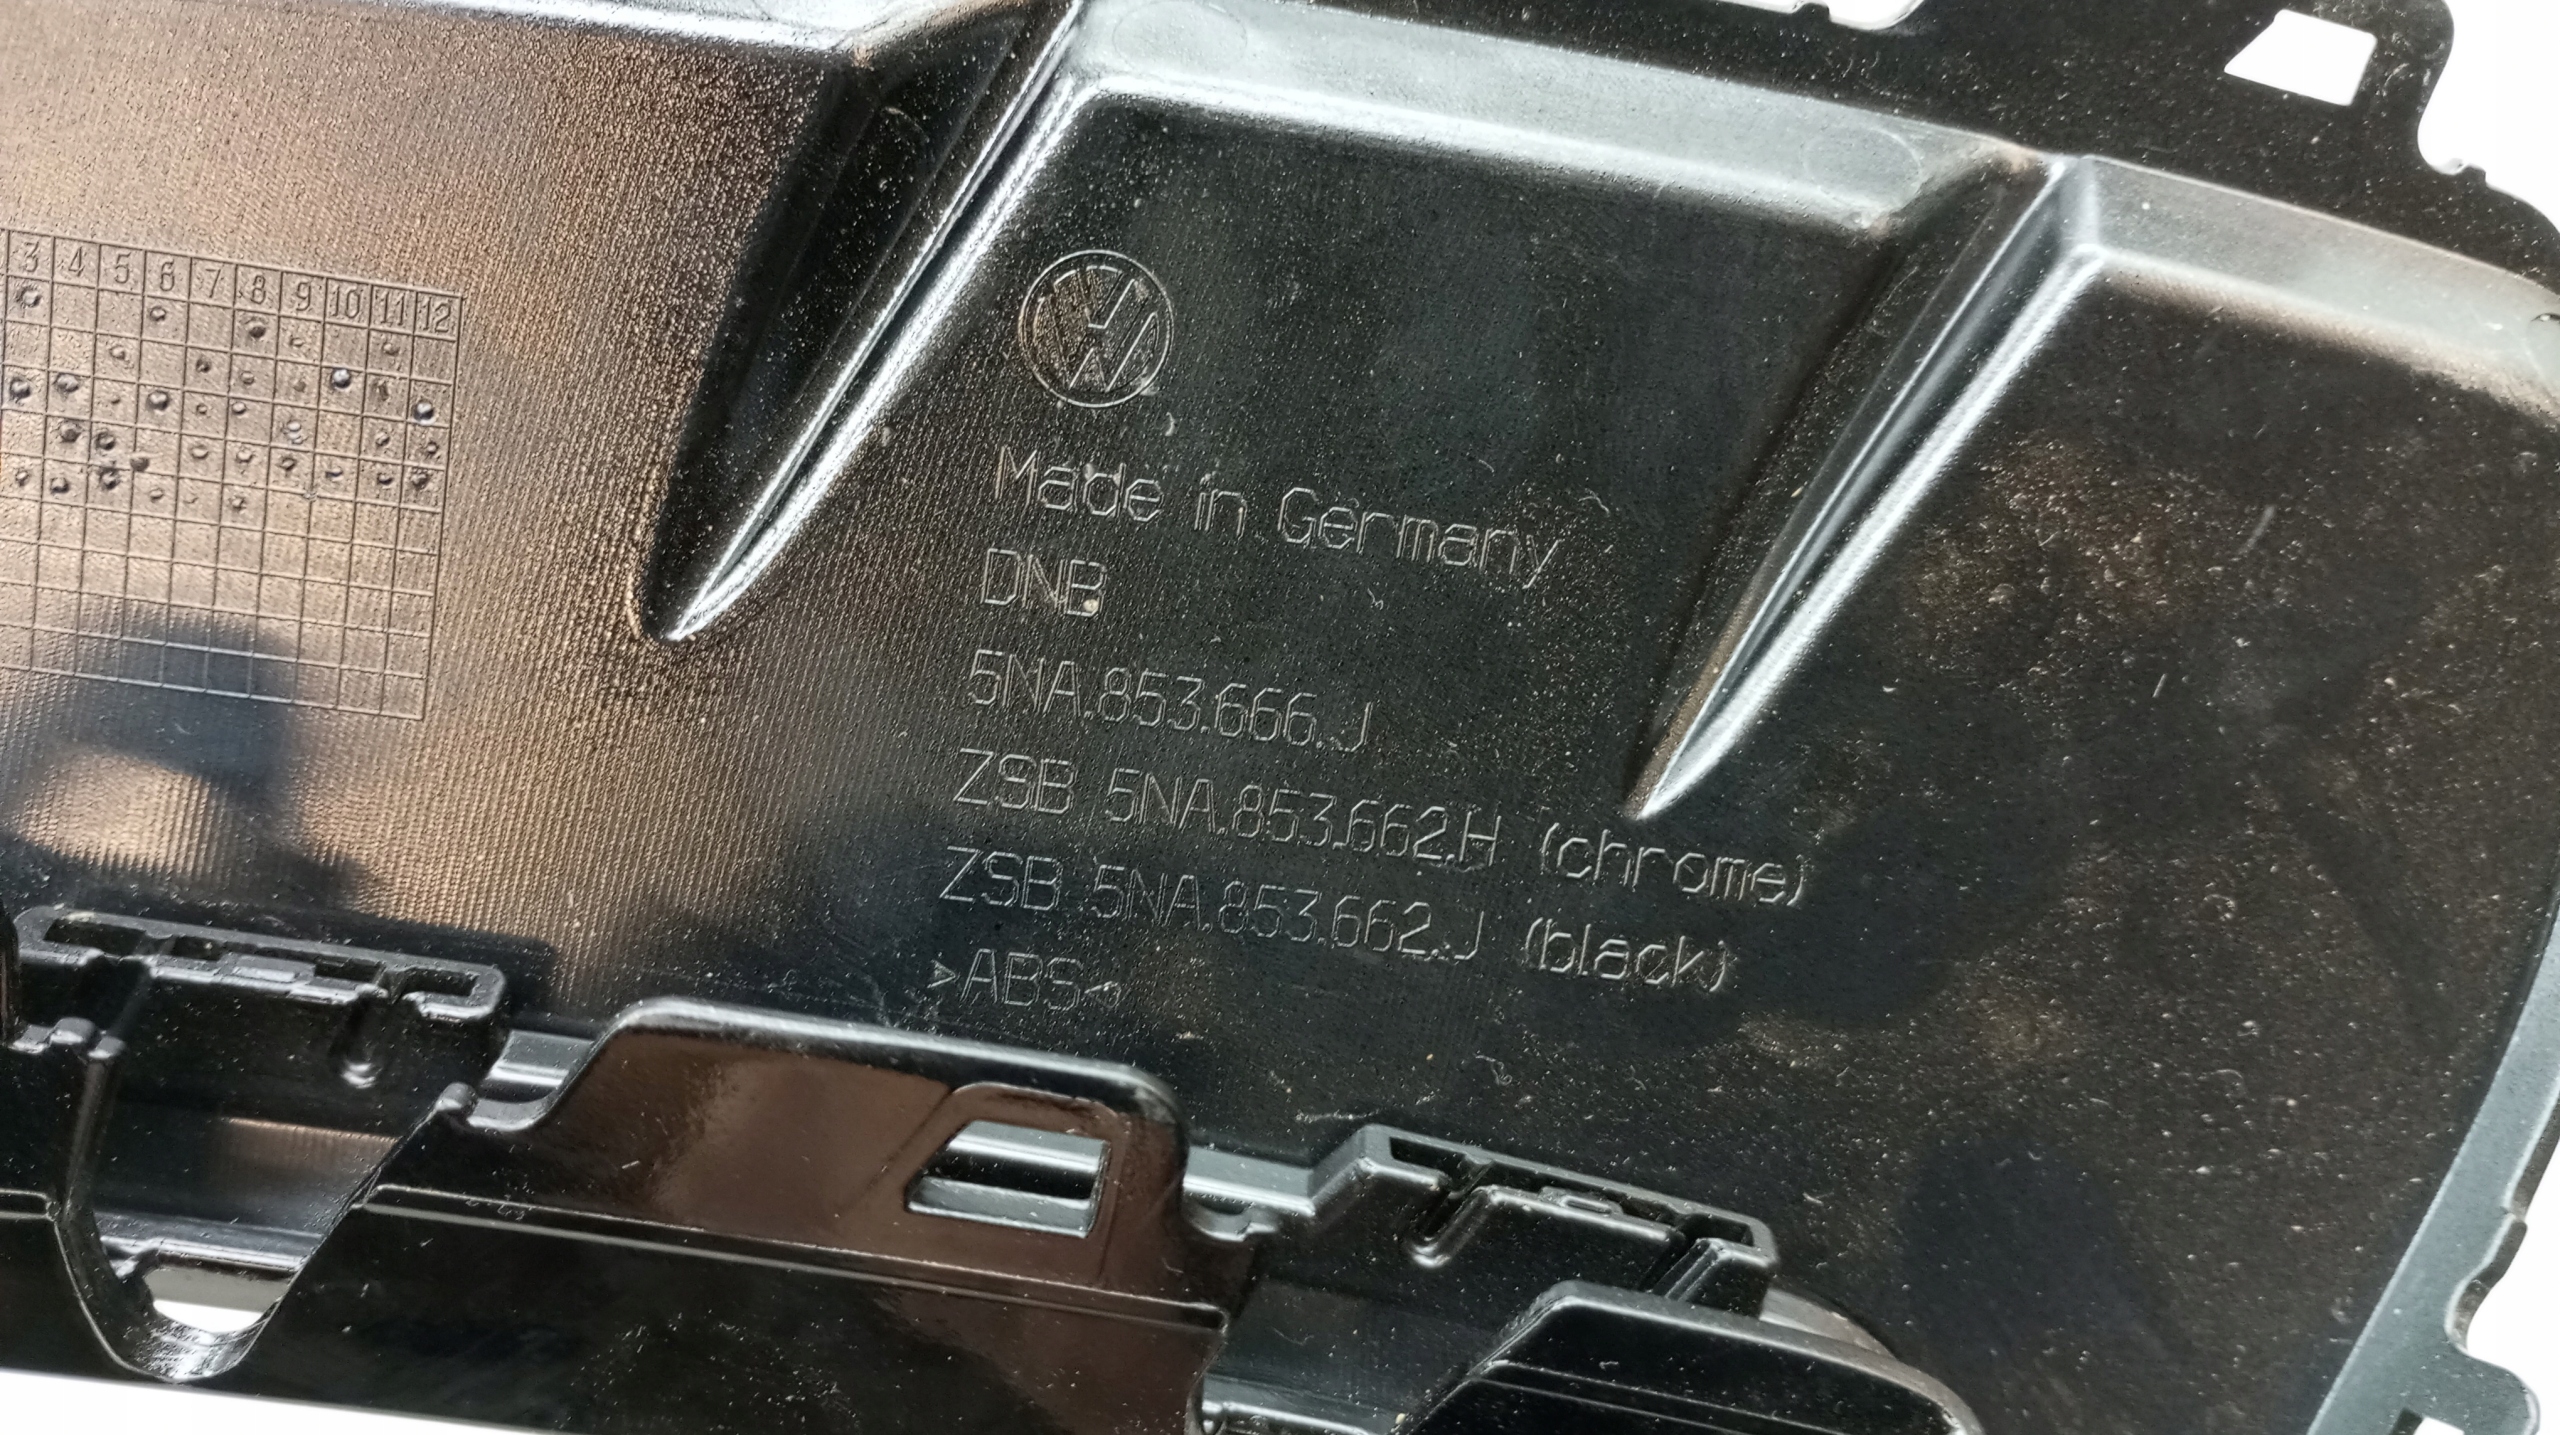 3 4 5 6 7 8 9 10 11 12
Made in Germany
DNB
5NA.853.666.J
ZSB 5NA.853.662.H (chrome)
ZSB 5NA.853.662.J (black)
>ABS<